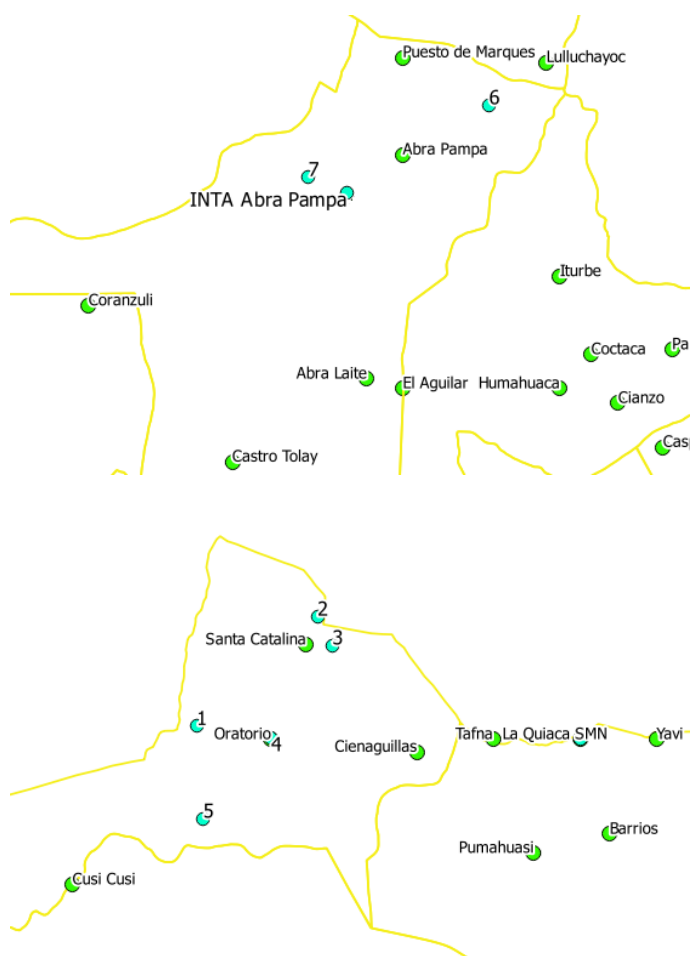 Puesto de Marques
Lulluchayoc
6
Abra Pampa
7
INTA Abra Pampa
Iturbe
Coranzuli
Coctaca
Pa
Abra Laite
El Aguilar
Humahuaca
Cianzo
Casp
Castro Tolay
2
Santa Catalina
3
1
Oratorio
4
Cienaguillas
Tafna
La Quiaca SMN
Yavi
5
Barrios
Pumahuasi
Cusi Cusi